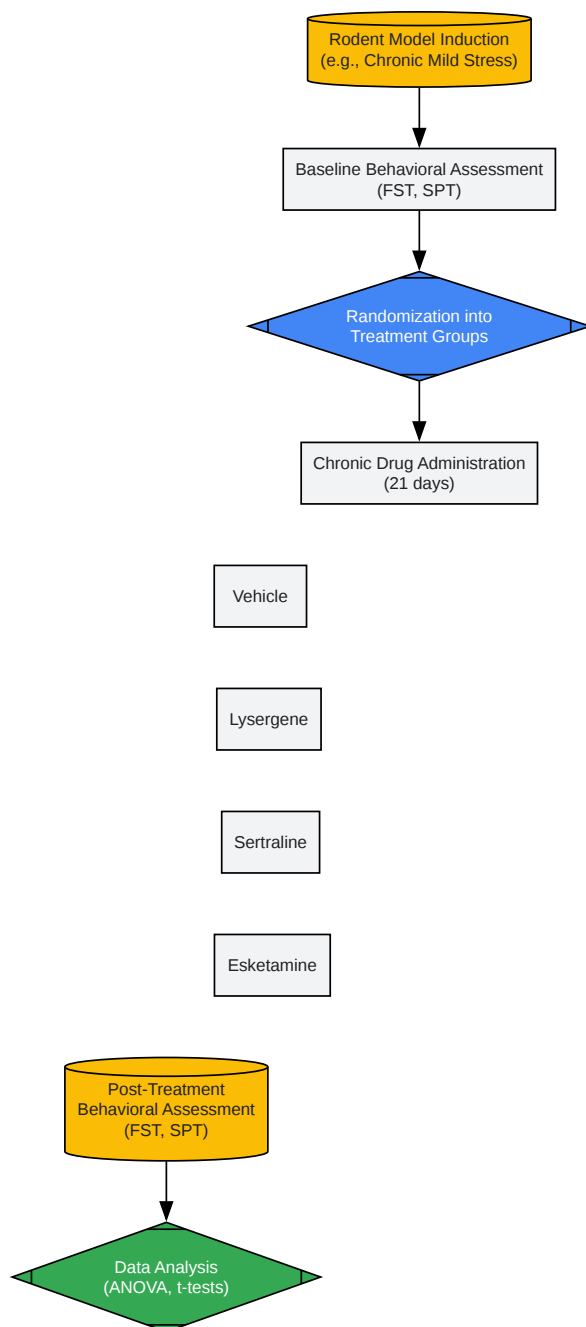 Rodent Model Induction
(e.g., Chronic Mild Stress)
Baseline Behavioral Assessment
(FST, SPT)
Randomization into
Treatment Groups
Chronic Drug Administration
(21 days)
Vehicle
Lysergene
Sertraline
Esketamine
Post-Treatment
Behavioral Assessment
(FST, SPT)
Data Analysis
(ANOVA, t-tests)